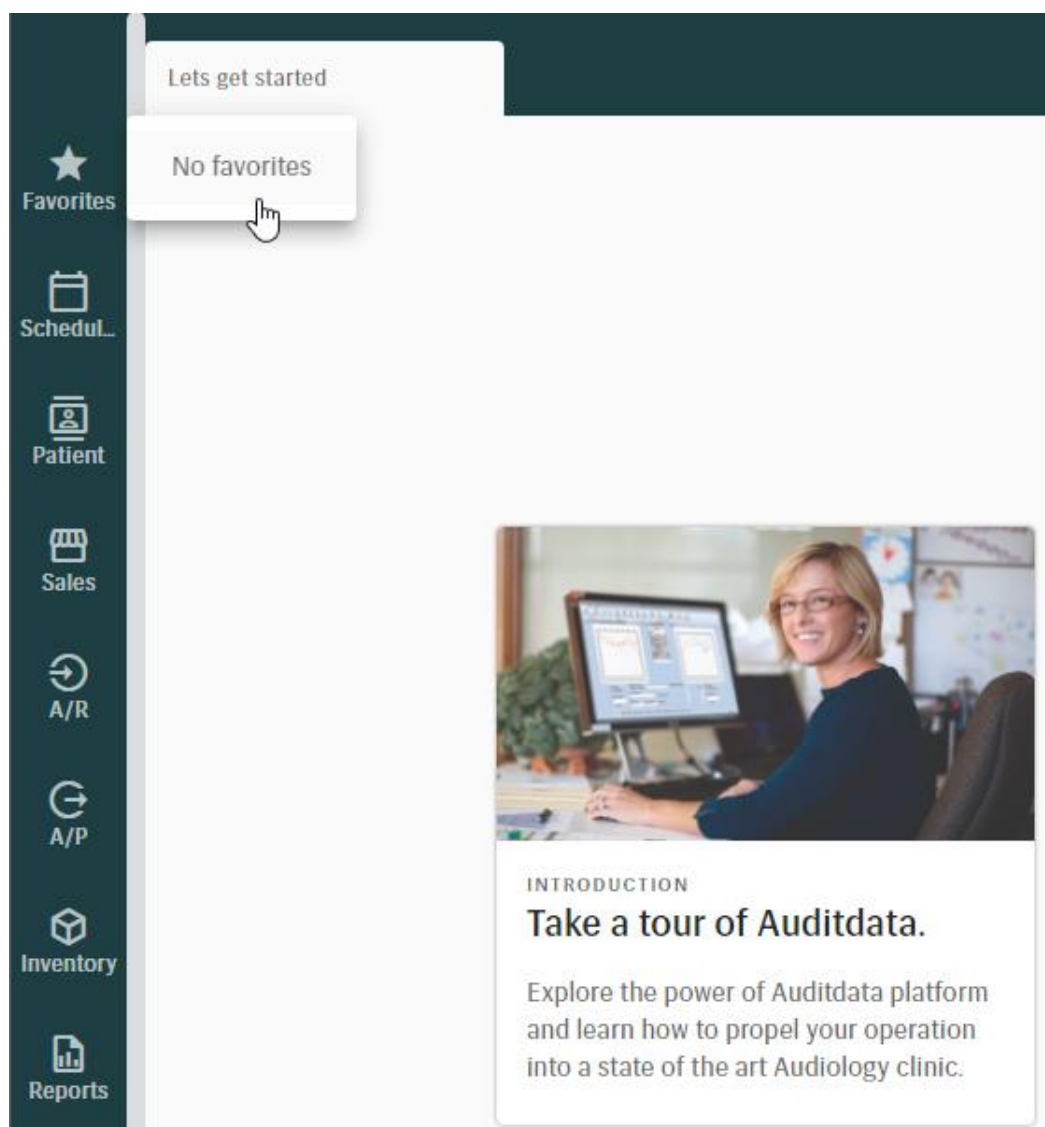 Lets get started
No favorites
Favorites
Schedul...
Patient
Sales
A/R
A/P
Inventory
Reports
INTRODUCTION
Take a tour of Auditdata.
Explore the power of Auditdata platform
and learn how to propel your operation
into a state of the art Audiology clinic.